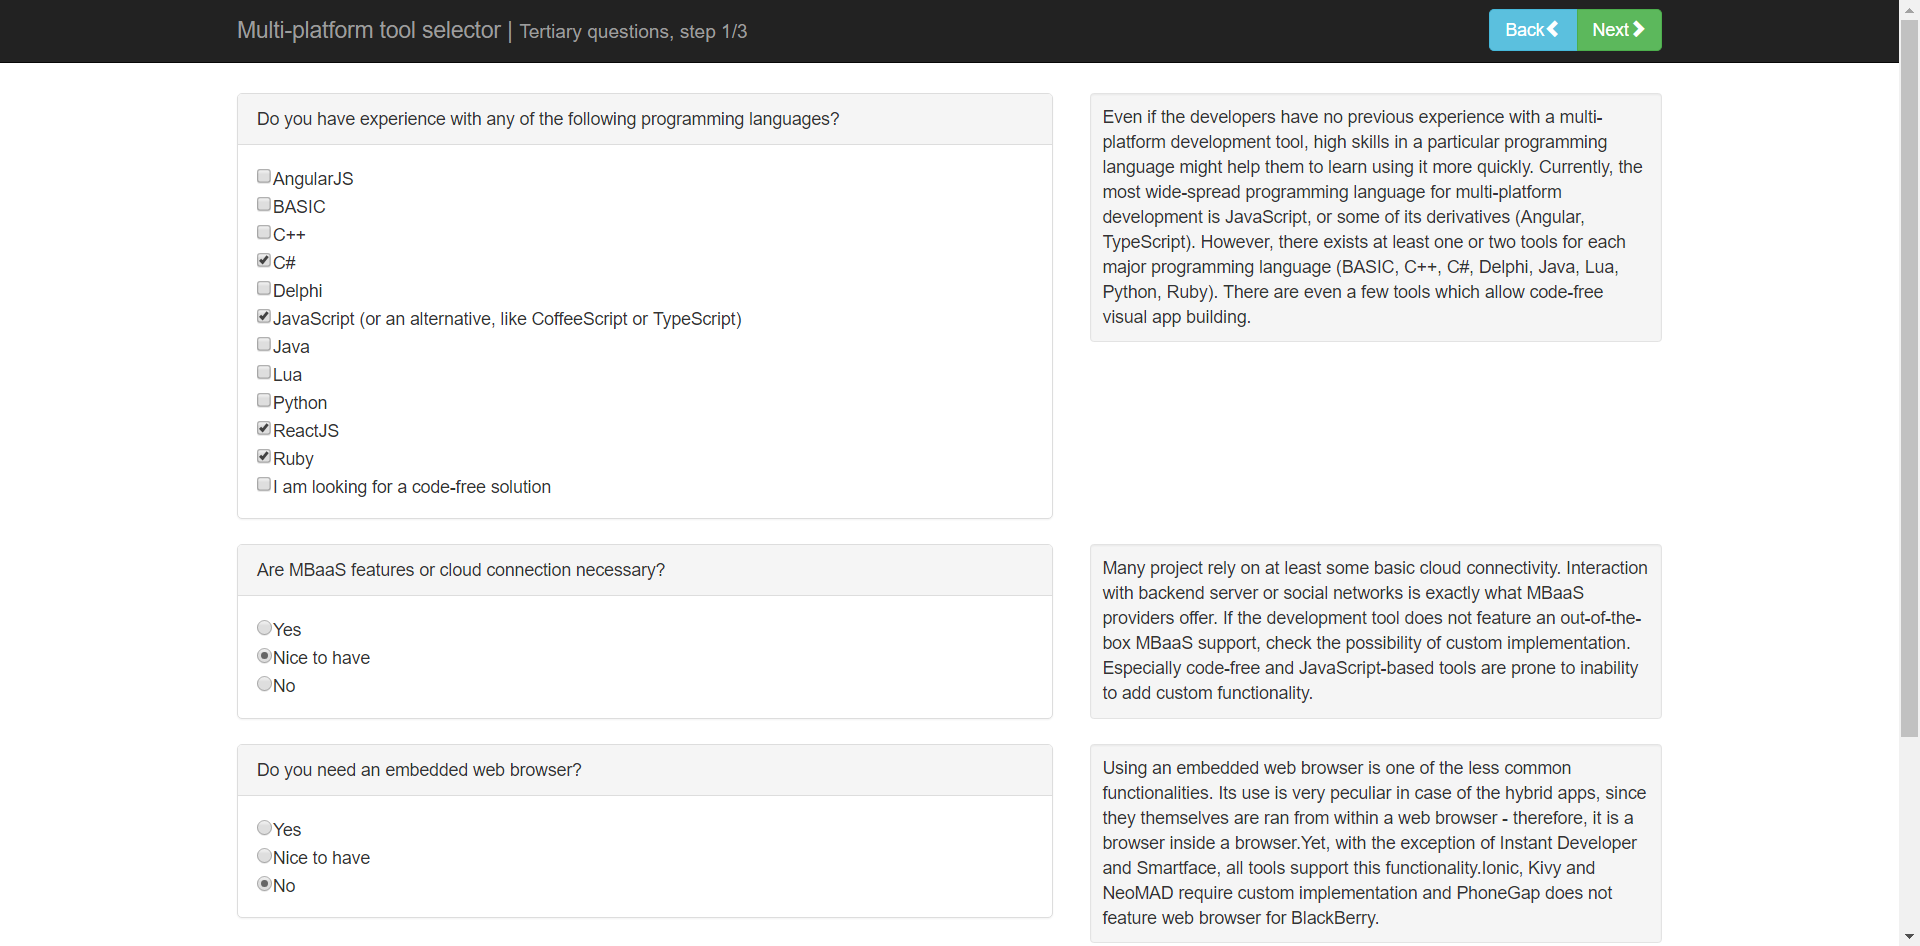 Multi-platform tool selector | Tertiary questions, step 1/3
Back
Next
Do you have experience with any of the following programming languages?
AngularJS
BASIC
C++
C#
Delphi
JavaScript (or an alternative, like CoffeeScript or TypeScript)
Java
Lua
Python
ReactJS
Ruby
I am looking for a code-free solution
Even if the developers have no previous experience with a multi-
platform development tool, high skills in a particular programming
language might help them to learn using it more quickly. Currently, the
most wide-spread programming language for multi-platform
development is JavaScript, or some of its derivatives (Angular,
TypeScript). However, there exists at least one or two tools for each
major programming language (BASIC, C++, C#, Delphi, Java, Lua,
Python, Ruby). There are even a few tools which allow code-free
visual app building.
Are MBaaS features or cloud connection necessary?
Yes
Nice to have
No
Many project rely on at least some basic cloud connectivity. Interaction
with backend server or social networks is exactly what MBaaS
providers offer. If the development tool does not feature an out-of-the-
box MBaaS support, check the possibility of custom implementation.
Especially code-free and JavaScript-based tools are prone to inability
to add custom functionality.
Do you need an embedded web browser?
Yes
Nice to have
No
Using an embedded web browser is one of the less common
functionalities. Its use is very peculiar in case of the hybrid apps, since
they themselves are ran from within a web browser - therefore, it is a
browser inside a browser.Yet, with the exception of Instant Developer
and Smartface, all tools support this functionality.Ionic, Kivy and
NeoMAD require custom implementation and PhoneGap does not
feature web browser for BlackBerry.